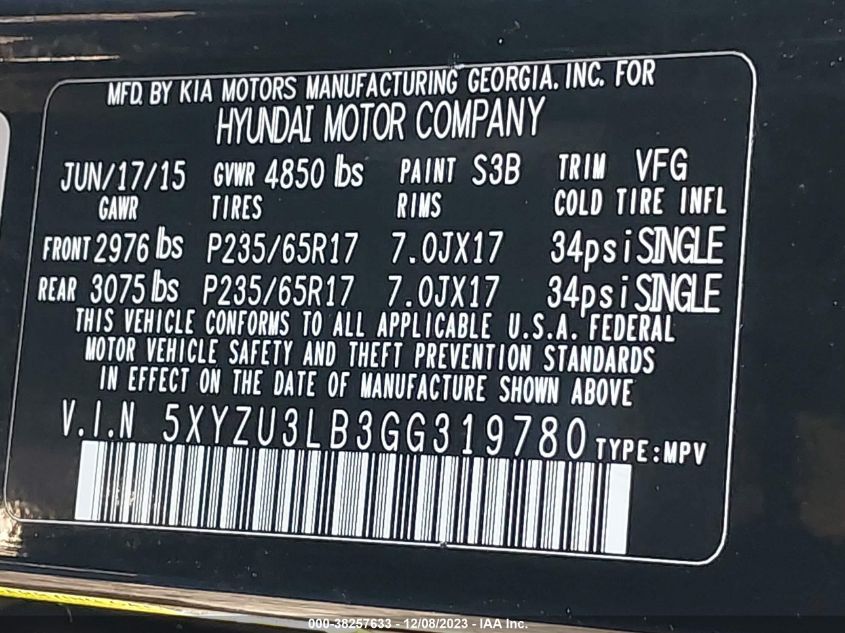 MFD. BY KIA MOTORS MANUFACTURING GEORGIA. INC. FOR
HYUNDAI MOTOR COMPANY
JUN/17/15 GVWR 4850 lbs PAINT S3B TRIM VFG
GAWR TIRES RIMS COLD TIRE INFL
FRONT 2976 lbs P235/65R17 7.0JX17 34psi SINGLE
REAR 3075 lbs P235/65R17 7.0JX17 34psi SINGLE
THIS VEHICLE CONFORMS TO ALL APPLICABLE U.S.A. FEDERAL
MOTOR VEHICLE SAFETY AND THEFT PREVENTION STANDARDS
IN EFFECT ON THE DATE OF MANUFACTURE SHOWN ABOVE
V.I.N 5XYZU3LB3GG319780 TYPE:MPV
000-38257633 - 12/08/2023 - IAA Inc.